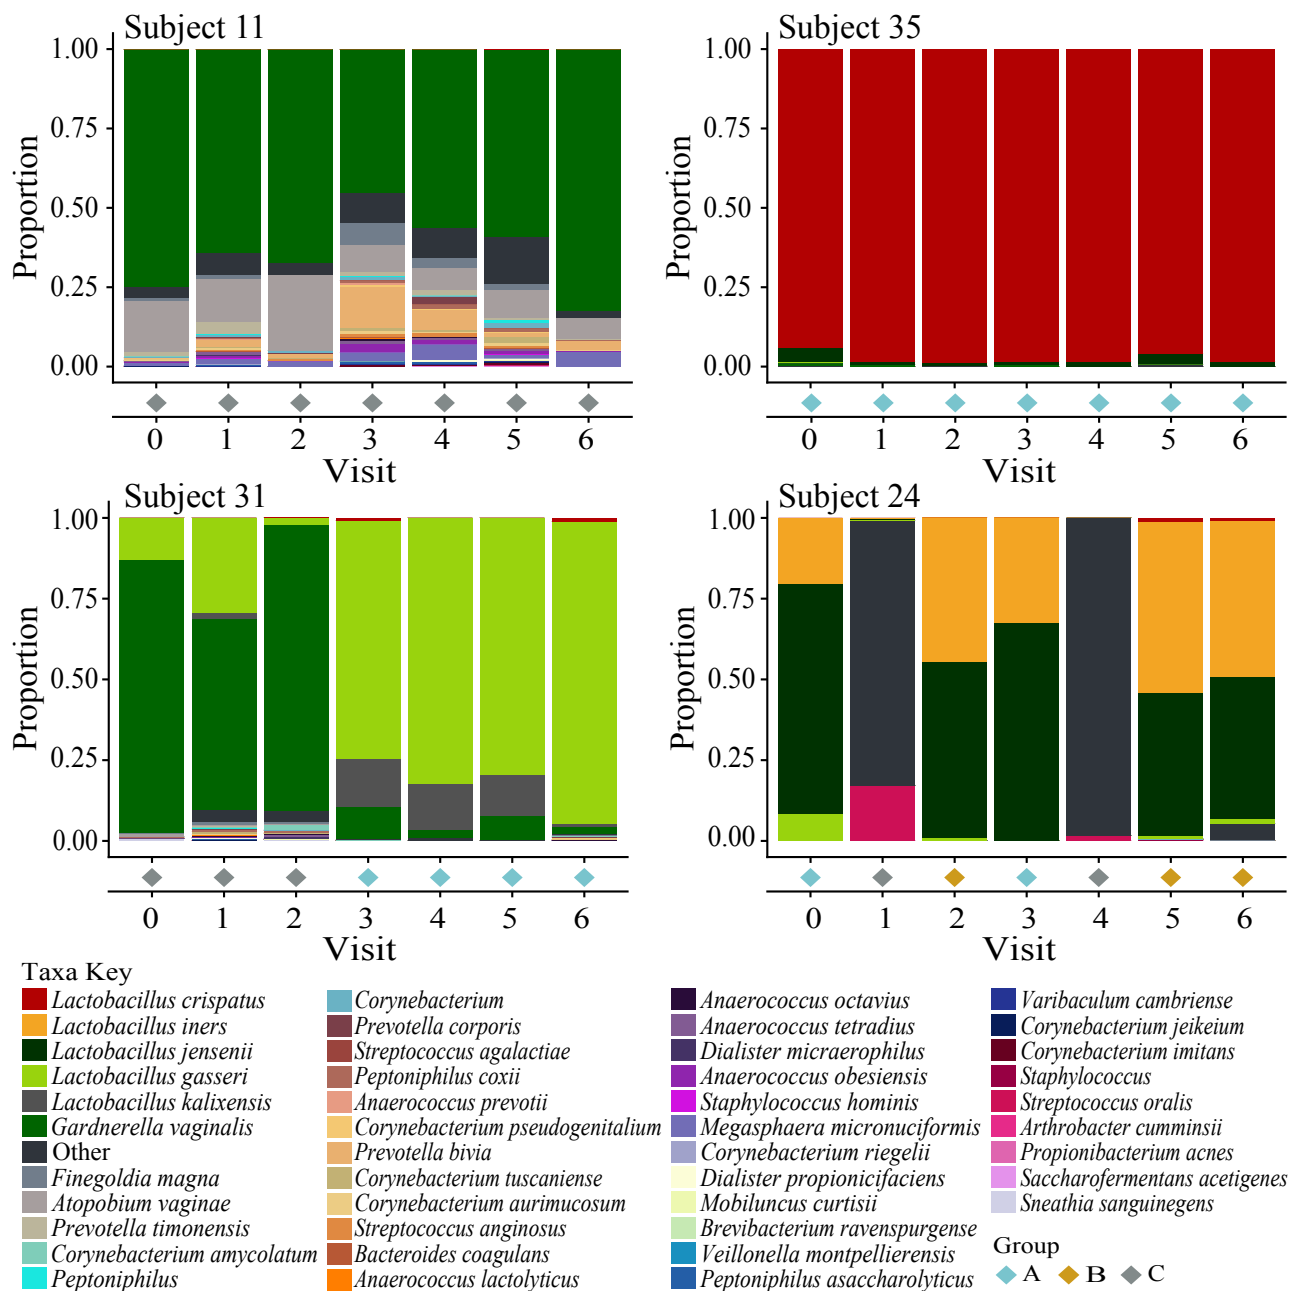 Subject 11
1.00
0.75
0.50
0.25
0.00
Proportion
0 1 2 3 4 5 6
Visit
Subject 35
1.00
0.75
0.50
0.25
0.00
Proportion
0 1 2 3 4 5 6
Visit
Subject 31
1.00
0.75
0.50
0.25
0.00
Proportion
0 1 2 3 4 5 6
Visit
Subject 24
1.00
0.75
0.50
0.25
0.00
Proportion
0 1 2 3 4 5 6
Visit
Taxa Key
Lactobacillus crispatus
Lactobacillus iners
Lactobacillus jensenii
Lactobacillus gasseri
Lactobacillus kalixensis
Gardnerella vaginalis
Other
Finegoldia magna
Atopobium vaginae
Prevotella timonensis
Corynebacterium amycolatum
Peptoniphilus
Corynebacterium
Prevotella corporis
Streptococcus agalactiae
Peptoniphilus coxii
Anaerococcus prevotii
Corynebacterium pseudogenitalium
Prevotella bivia
Corynebacterium tuscaniense
Corynebacterium aurimucosum
Streptococcus anginosus
Bacteroides coagulans
Anaerococcus lactolyticus
Anaerococcus octavius
Anaerococcus tetradius
Dialister micraerophilus
Anaerococcus obesiensis
Staphylococcus hominis
Megasphaera micronuciformis
Corynebacterium riegelii
Dialister propionicifaciens
Mobiluncus curtisii
Brevibacterium ravenspurgense
Veillonella montpellierensis
Peptoniphilus asaccharolyticus
Varibaculum cambriense
Corynebacterium jeikeium
Corynebacterium imitans
Staphylococcus
Streptococcus oralis
Arthrobacter cumminsii
Propionibacterium acnes
Saccharofermentans acetigenes
Sneathia sanguinegens
Group
A B C